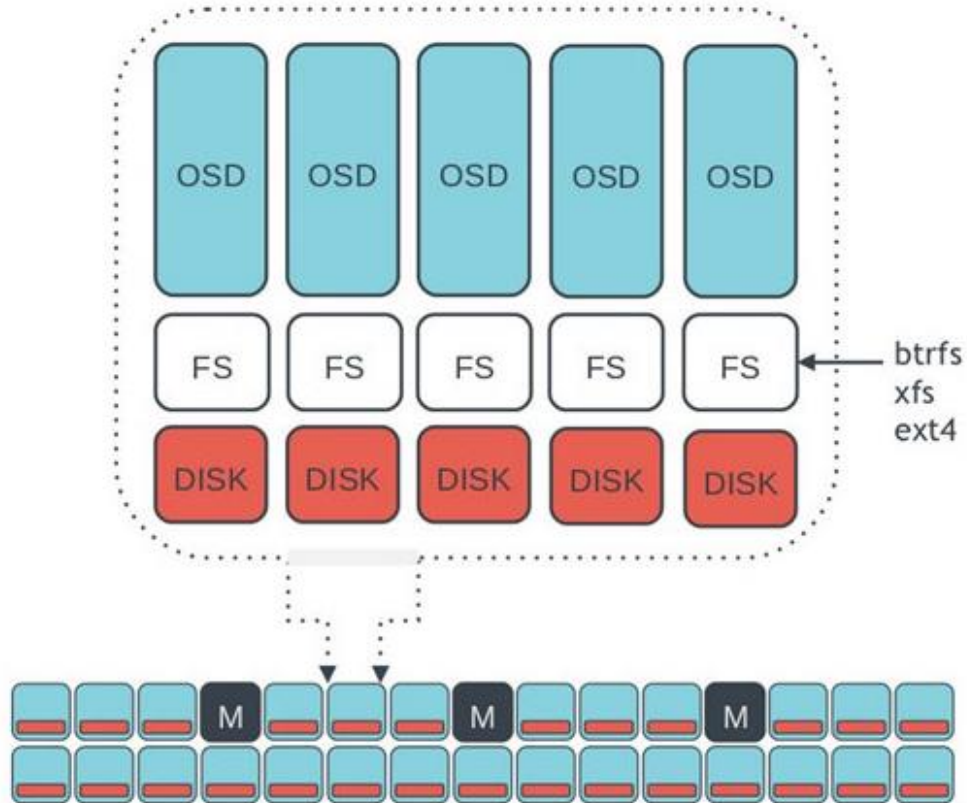 OSD OSD OSD OSD OSD
FS FS FS FS FS
btrfs
xfs
ext4
DISK DISK DISK DISK DISK
M M M